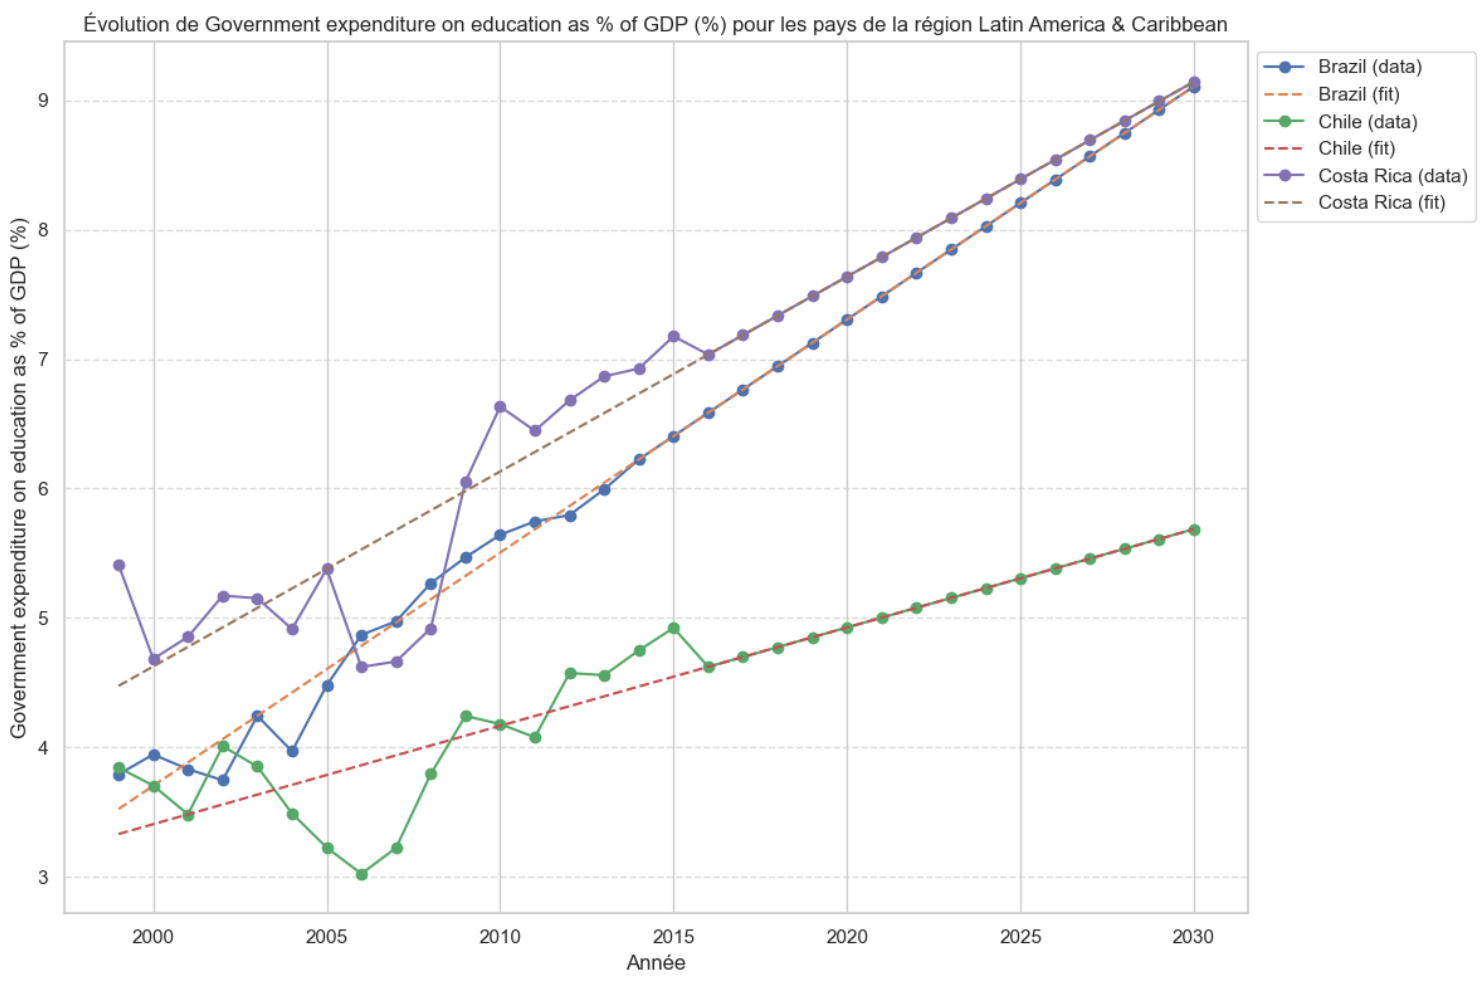 Évolution de Government expenditure on education as % of GDP (%) pour les pays de la région Latin America & Caribbean
Brazil (data)
Brazil (fit)
Chile (data)
Chile (fit)
Costa Rica (data)
Costa Rica (fit)
Government expenditure on education as % of GDP (%)
9
8
7
6
5
4
3
2000
2005
2010
2015
2020
2025
2030
Année